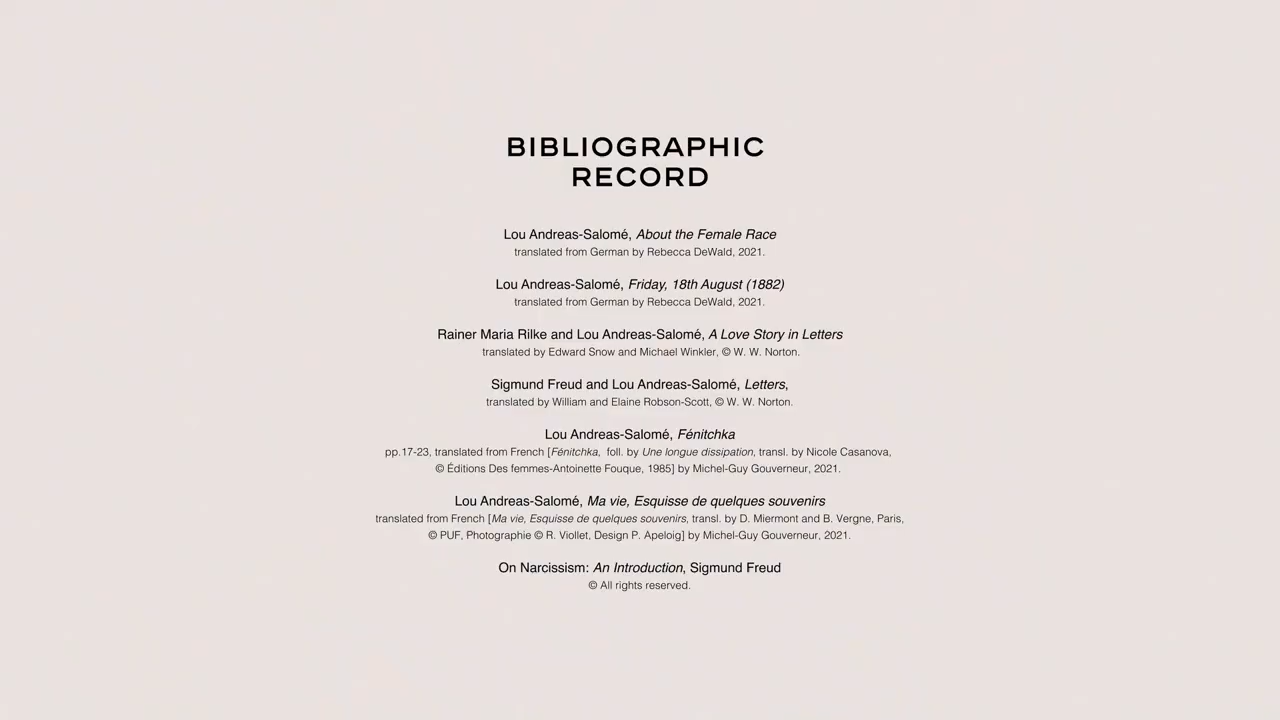 BIBLIOGRAPHIC
RECORD
Lou Andreas-Salomé, About the Female Race
translated from German by Rebecca DeWald, 2021.
Lou Andreas-Salomé, Friday, 18th August (1882)
translated from German by Rebecca DeWald, 2021.
Rainer Maria Rilke and Lou Andreas-Salomé, A Love Story in Letters
translated by Edward Snow and Michael Winkler, © W. W. Norton.
Sigmund Freud and Lou Andreas-Salomé, Letters,
translated by William and Elaine Robson-Scott, © W. W. Norton.
Lou Andreas-Salomé, Fénitchka
pp.17-23, translated from French [Fénitchka, foll. by Une longue dissipation, transl. by Nicole Casanova,
© Éditions Des femmes-Antoinette Fouque, 1985] by Michel-Guy Gouverneur, 2021.
Lou Andreas-Salomé, Ma vie, Esquisse de quelques souvenirs
translated from French [Ma vie, Esquisse de quelques souvenirs, transl. by D. Miermont and B. Vergne, Paris,
© PUF, Photographie © R. Viollet, Design P. Apeloig] by Michel-Guy Gouverneur, 2021.
On Narcissism: An Introduction, Sigmund Freud
© All rights reserved.